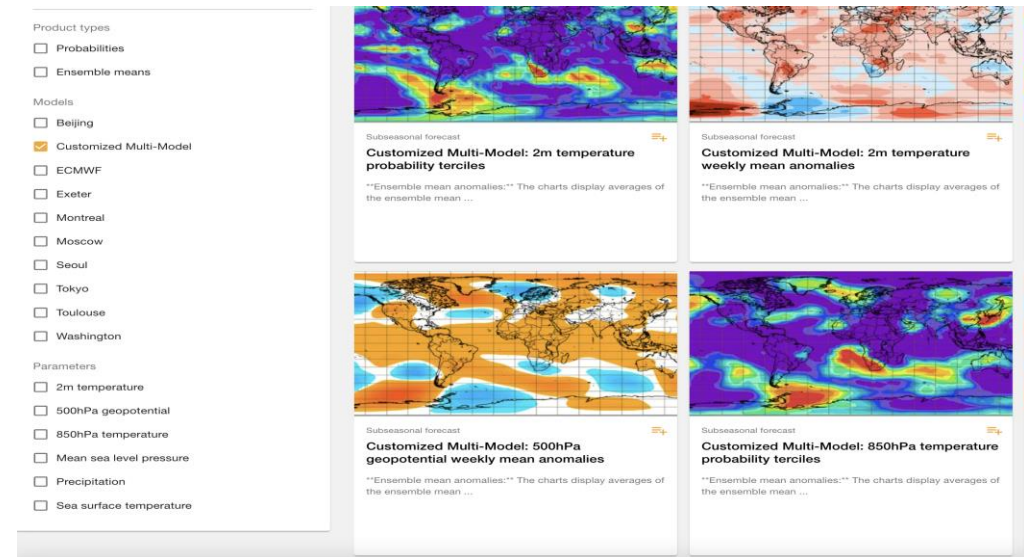 Product types
Probabilities
Ensemble means
Models
Beijing
Customized Multi-Model
ECMWF
Exeter
Montreal
Moscow
Seoul
Tokyo
Toulouse
Washington
Parameters
2m temperature
500hPa geopotential
850hPa temperature
Mean sea level pressure
Precipitation
Sea surface temperature
Subseasonal forecast
Customized Multi-Model: 2m temperature
probability terciles
**Ensemble mean anomalies:** The charts display averages of
the ensemble mean ...
Subseasonal forecast
Customized Multi-Model: 2m temperature
weekly mean anomalies
**Ensemble mean anomalies:** The charts display averages of
the ensemble mean ...
Subseasonal forecast
Customized Multi-Model: 500hPa
geopotential weekly mean anomalies
**Ensemble mean anomalies:** The charts display averages of
the ensemble mean ...
Subseasonal forecast
Customized Multi-Model: 850hPa temperature
probability terciles
**Ensemble mean anomalies:** The charts display averages of
the ensemble mean ...